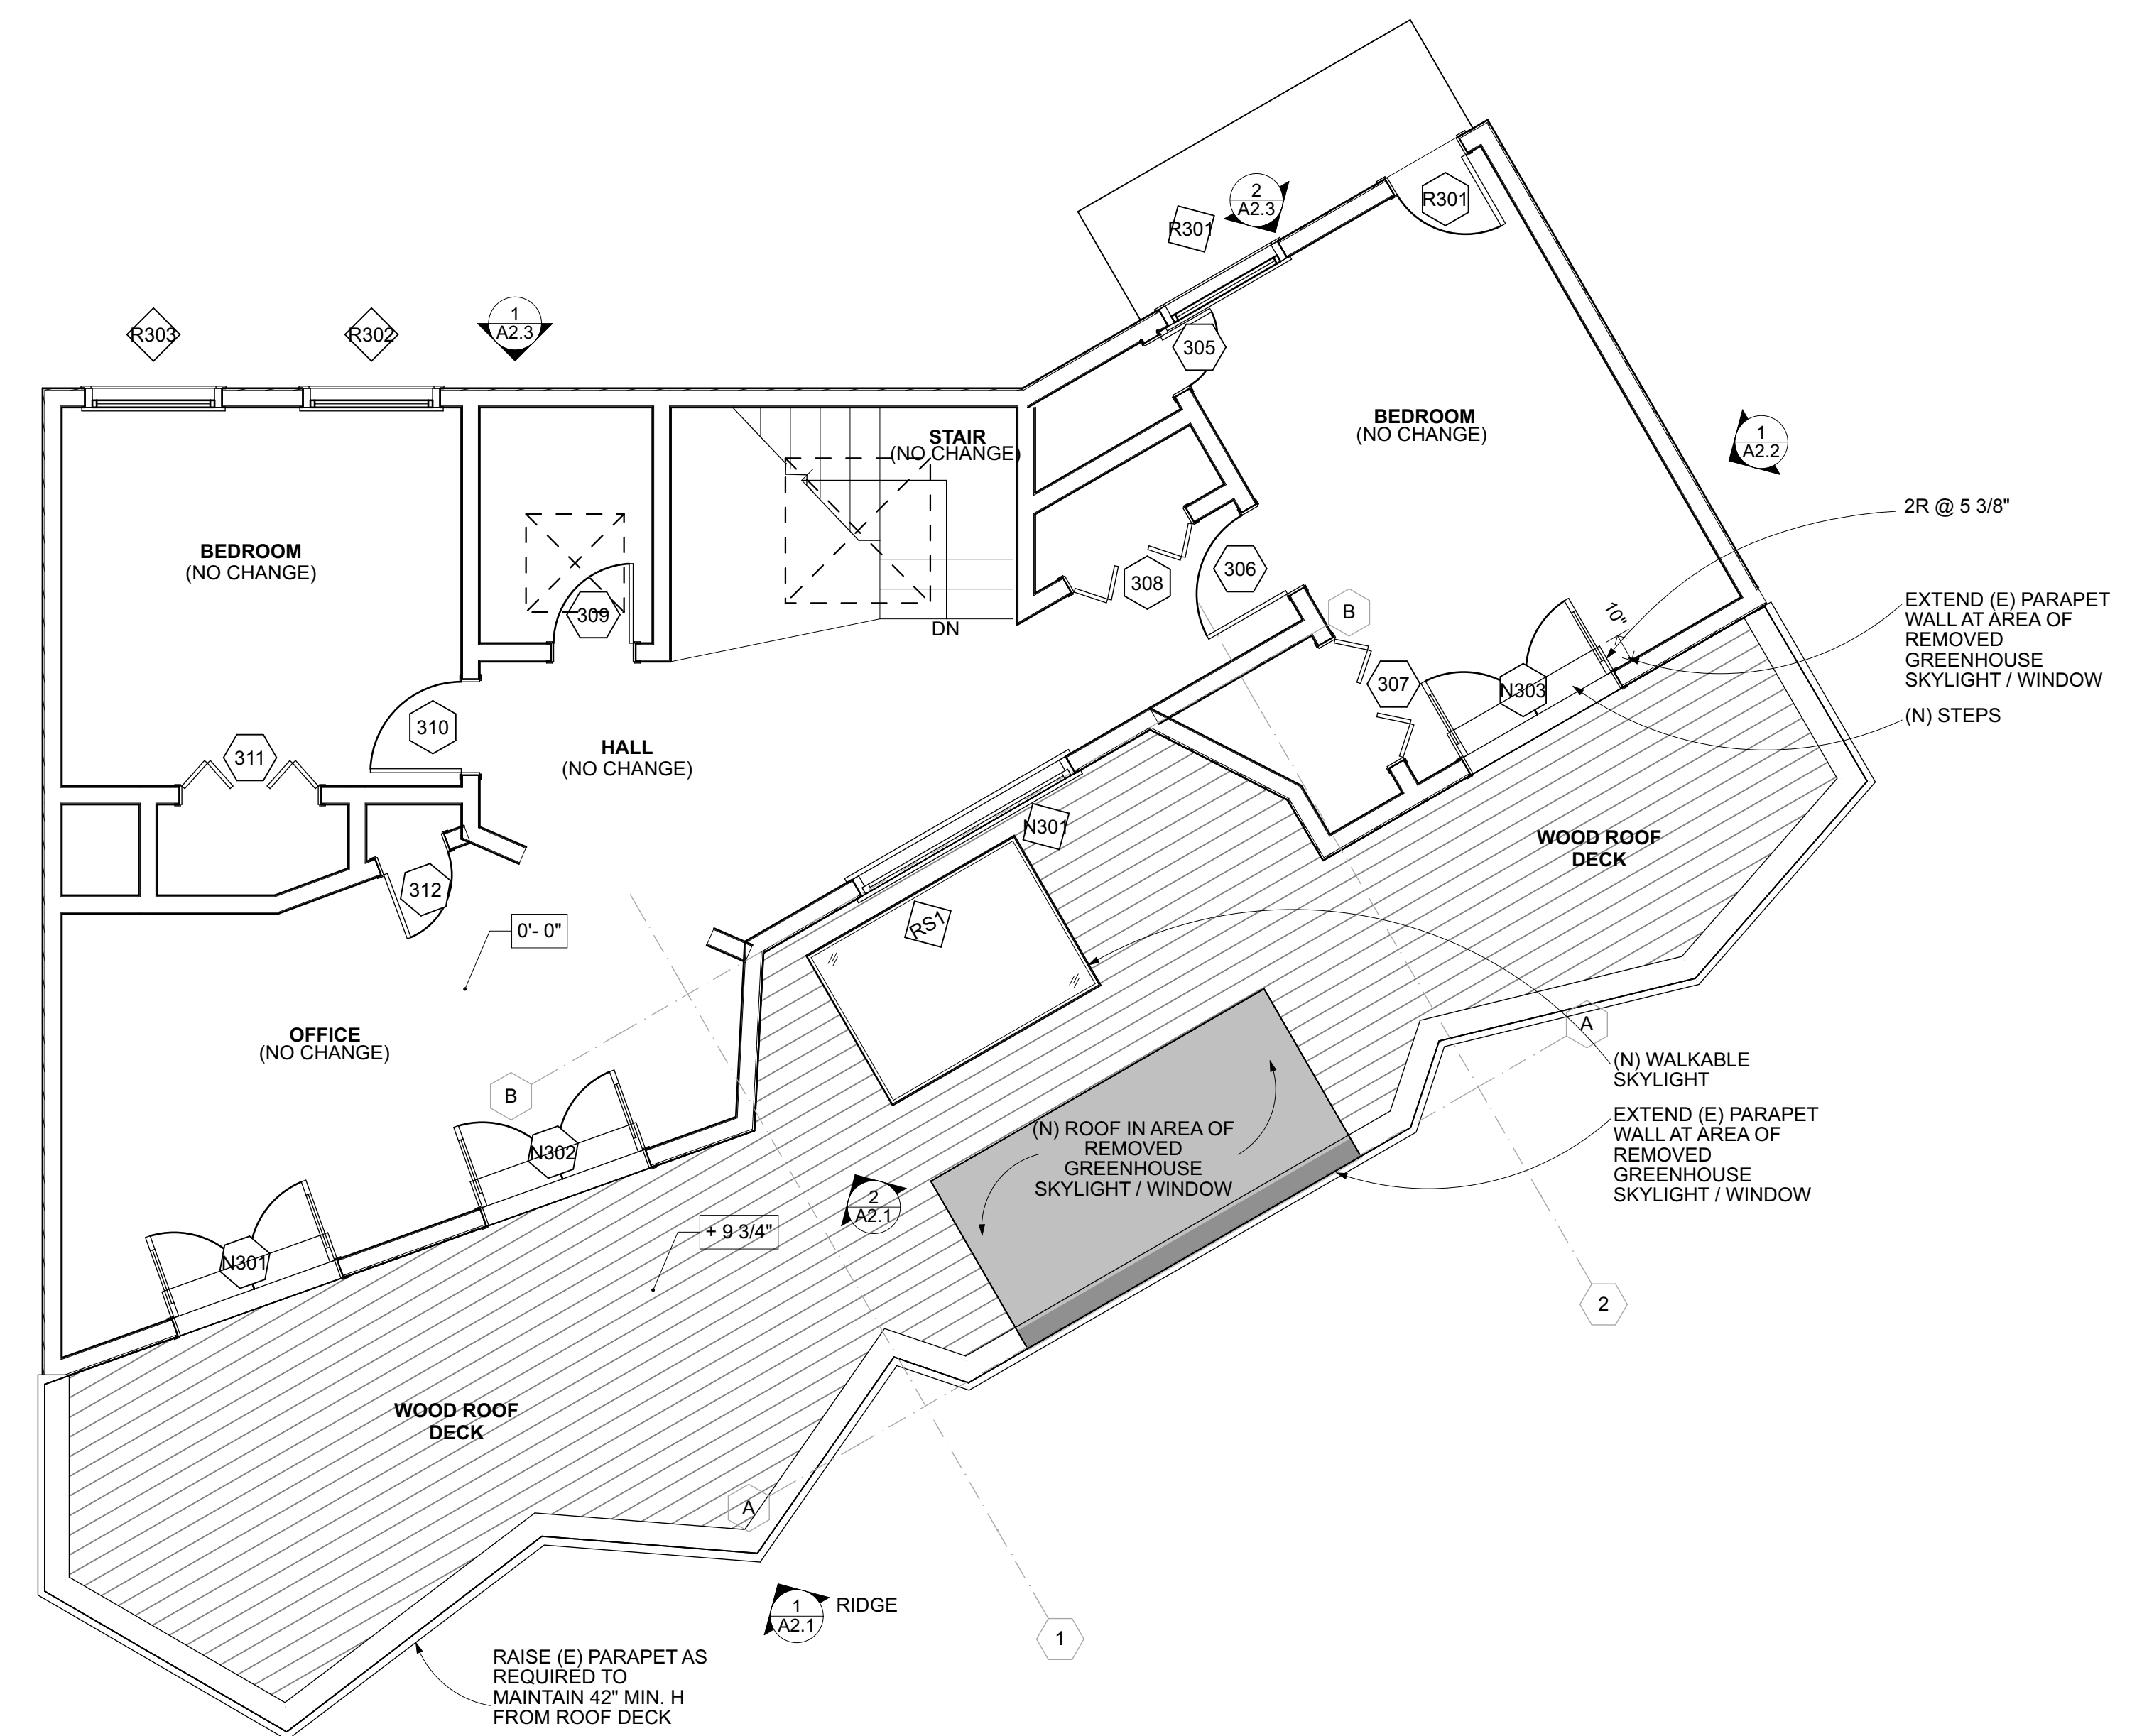 R301
2
A2.3
R301
R303
R302
1
A2.3
305
STAIR
(NO CHANGE)
BEDROOM
(NO CHANGE)
1
A2.2
2R @ 5 3/8"
BEDROOM
(NO CHANGE)
309
308
306
B
DN
10"
EXTEND (E) PARAPET
WALL AT AREA OF
REMOVED
GREENHOUSE
SKYLIGHT / WINDOW
307
N303
(N) STEPS
310
311
HALL
(NO CHANGE)
N301
WOOD ROOF
DECK
312
RS1
0'- 0"
OFFICE
(NO CHANGE)
A
B
(N) WALKABLE
SKYLIGHT
(N) ROOF IN AREA OF
REMOVED
GREENHOUSE
SKYLIGHT / WINDOW
EXTEND (E) PARAPET
WALL AT AREA OF
REMOVED
GREENHOUSE
SKYLIGHT / WINDOW
N302
2
A2.1
+ 9 3/4"
N301
2
WOOD ROOF
DECK
A
1
A2.1
RIDGE
1
RAISE (E) PARAPET AS
REQUIRED TO
MAINTAIN 42" MIN. H
FROM ROOF DECK